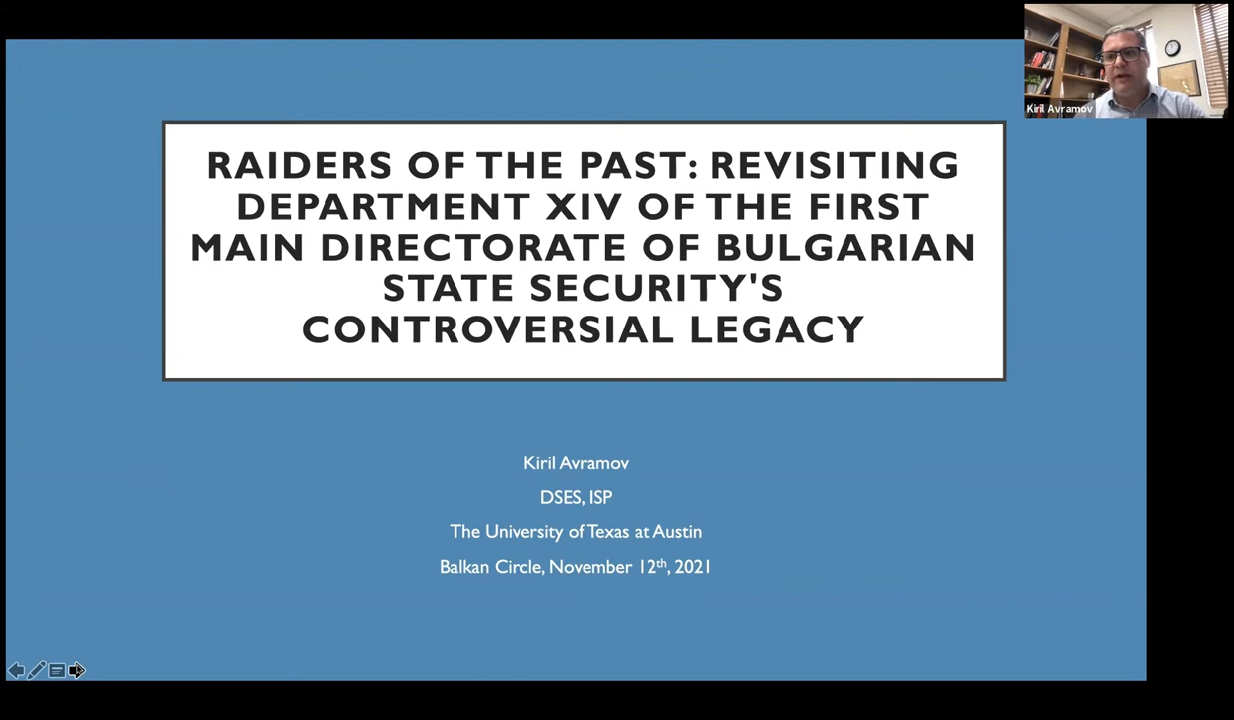 Kiril Avramov
RAIDERS OF THE PAST: REVISITING
DEPARTMENT XIV OF THE FIRST
MAIN DIRECTORATE OF BULGARIAN
STATE SECURITY'S
CONTROVERSIAL LEGACY
Kiril Avramov
DSES, ISP
The University of Texas at Austin
Balkan Circle, November 12th, 2021